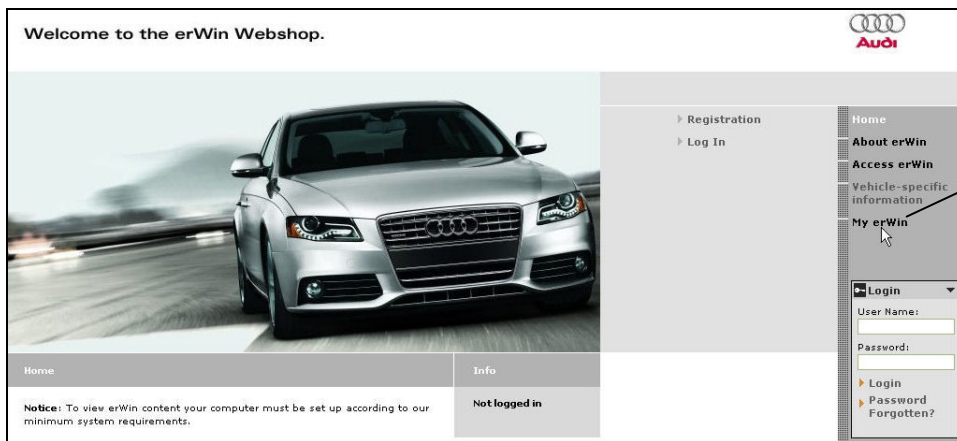 Welcome to the erWin Webshop.
Audi
Registration
Log In
Home
About erWin
Access erWin
Vehicle-specific
information
My erWin
Login
User Name:
Password:
Login
Password
Forgotten?
Home
Info
Notice: To view erWin content your computer must be set up according to our
minimum system requirements.
Not logged in